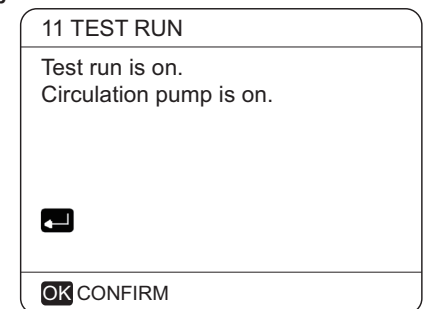 11 TEST RUN
Test run is on.
Circulation pump is on.
OK CONFIRM